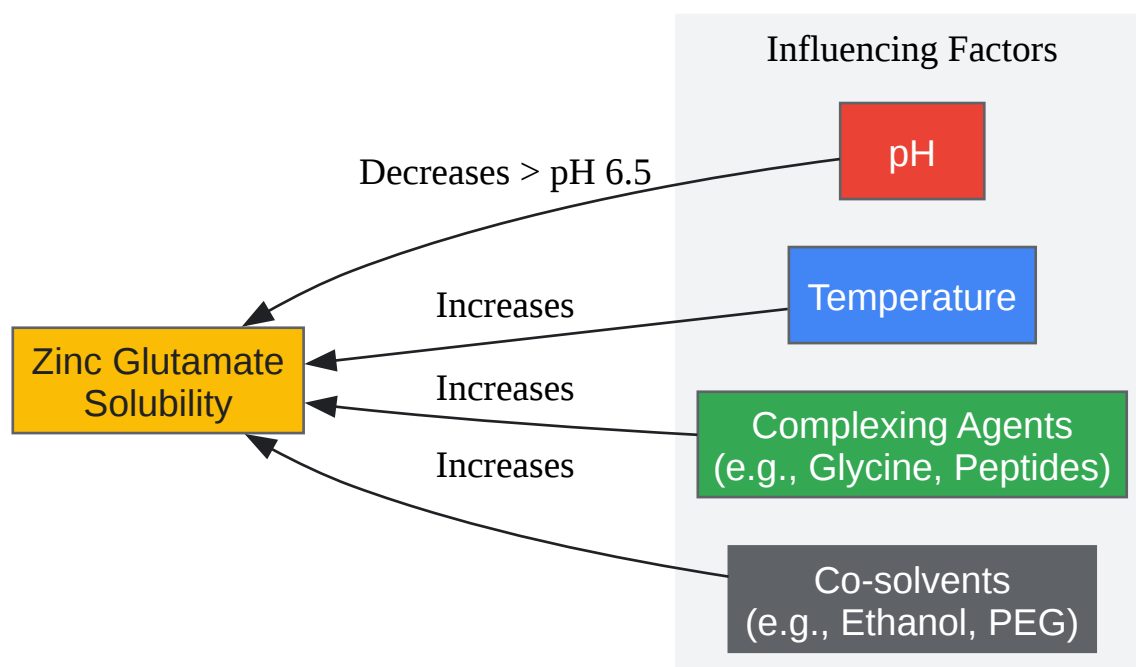 Influencing Factors
pH
Decreases > pH 6.5
Temperature
Increases
Zinc Glutamate
Solubility
Increases
Complexing Agents
(e.g., Glycine, Peptides)
Increases
Co-solvents
(e.g., Ethanol, PEG)